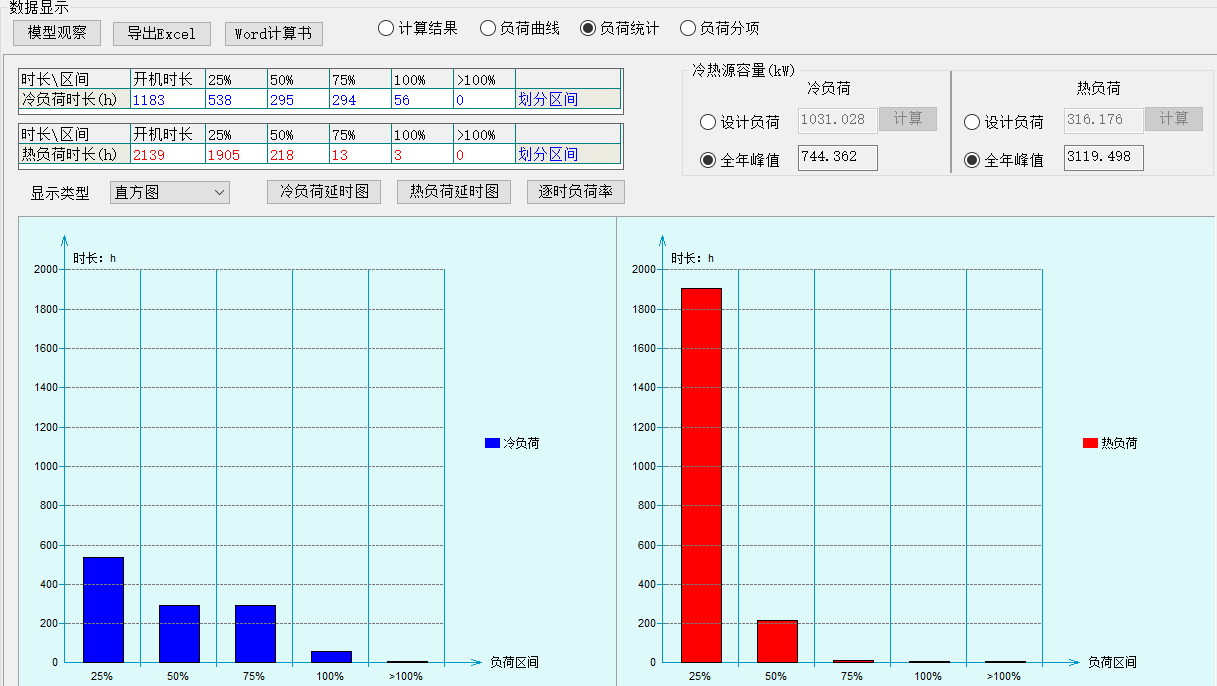 数据显示
模型观察 导出Excel Word计算书 计算结果 负荷曲线 负荷统计 负荷分项
时长\区间 开机时长 25% 50% 75% 100% >100%
冷负荷时长(h) 1183 538 295 294 56 0 划分区间
时长\区间 开机时长 25% 50% 75% 100% >100%
热负荷时长(h) 2139 1905 218 13 3 0 划分区间
冷热源容量(kW)
冷负荷 热负荷
设计负荷 1031.028 计算 设计负荷 316.176 计算
全年峰值 744.362 全年峰值 3119.498
显示类型 直方图 冷负荷延时图 热负荷延时图 逐时负荷率
时长: h
2000
1800
1600
1400
1200
1000
800
600
400
200
0
25% 50% 75% 100% >100%
负荷区间
冷负荷
时长: h
2000
1800
1600
1400
1200
1000
800
600
400
200
0
25% 50% 75% 100% >100%
负荷区间
热负荷